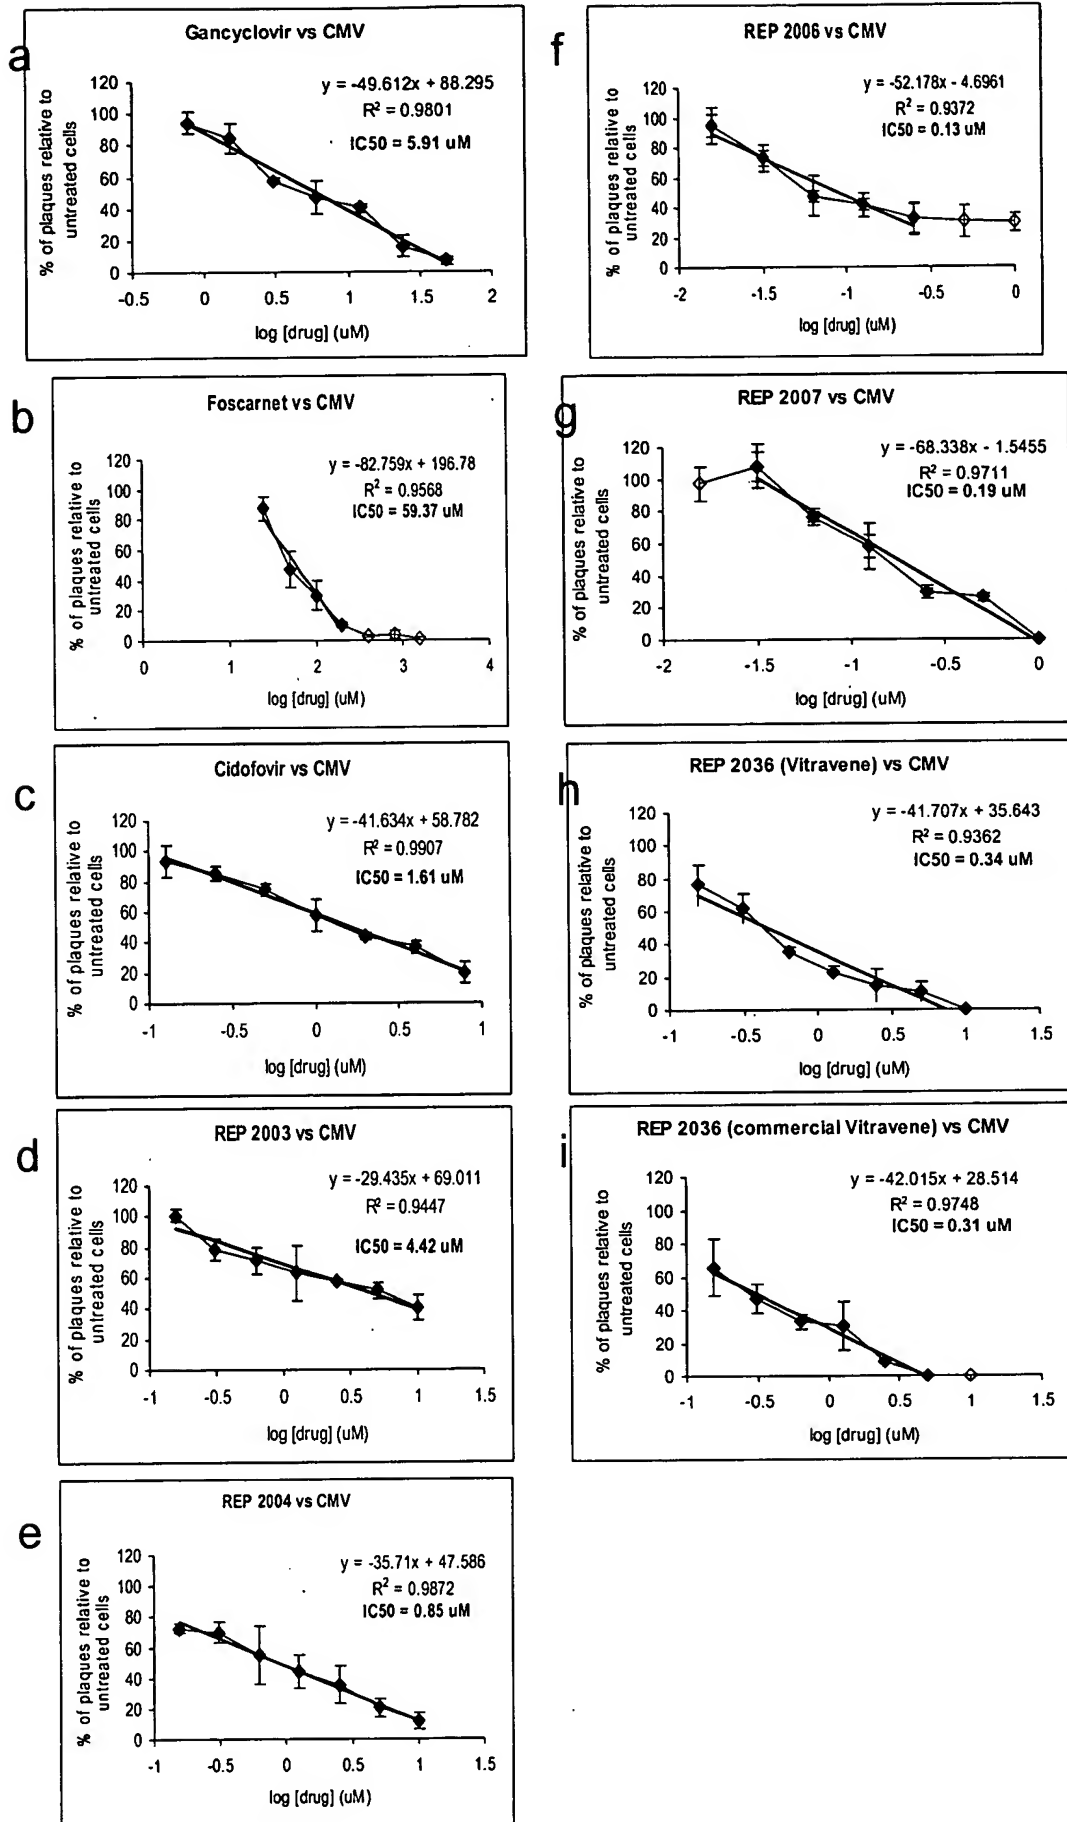 a
Gancyclovir vs CMV
y = -49.612x + 88.295
R² = 0.9801
IC50 = 5.91 uM
% of plaques relative to
untreated cells
120
100
80
60
40
20
0
-0.5 0 0.5 1 1.5 2
log [drug] (uM)
b
Foscarnet vs CMV
y = -82.759x + 196.78
R² = 0.9568
IC50 = 59.37 uM
% of plaques relative to
untreated cells
120
100
80
60
40
20
0
0 1 2 3 4
log [drug] (uM)
c
Cidofovir vs CMV
y = -41.634x + 58.782
R² = 0.9907
IC50 = 1.61 uM
% of plaques relative to
untreated cells
120
100
80
60
40
20
0
-1 -0.5 0 0.5 1
log [drug] (uM)
d
REP 2003 vs CMV
y = -29.435x + 69.011
R² = 0.9447
IC50 = 4.42 uM
% of plaques relative to
untreated cells
120
100
80
60
40
20
0
-1 -0.5 0 0.5 1 1.5
log [drug] (uM)
e
REP 2004 vs CMV
y = -35.71x + 47.586
R² = 0.9872
IC50 = 0.85 uM
% of plaques relative to
untreated cells
120
100
80
60
40
20
0
-1 -0.5 0 0.5 1 1.5
log [drug] (uM)
f
REP 2006 vs CMV
y = -52.178x - 4.6961
R² = 0.9372
IC50 = 0.13 uM
% of plaques relative to
untreated cells
120
100
80
60
40
20
0
-2 -1.5 -1 -0.5 0
log [drug] (uM)
g
REP 2007 vs CMV
y = -68.338x - 1.5455
R² = 0.9711
IC50 = 0.19 uM
% of plaques relative to
untreated cells
120
100
80
60
40
20
0
-2 -1.5 -1 -0.5 0
log [drug] (uM)
h
REP 2036 (Vitravene) vs CMV
y = -41.707x + 35.643
R² = 0.9362
IC50 = 0.34 uM
% of plaques relative to
untreated cells
120
100
80
60
40
20
0
-1 -0.5 0 0.5 1 1.5
log [drug] (uM)
i
REP 2036 (commercial Vitravene) vs CMV
y = -42.015x + 28.514
R² = 0.9748
IC50 = 0.31 uM
% of plaques relative to
untreated cells
120
100
80
60
40
20
0
-1 -0.5 0 0.5 1 1.5
log [drug] (uM)